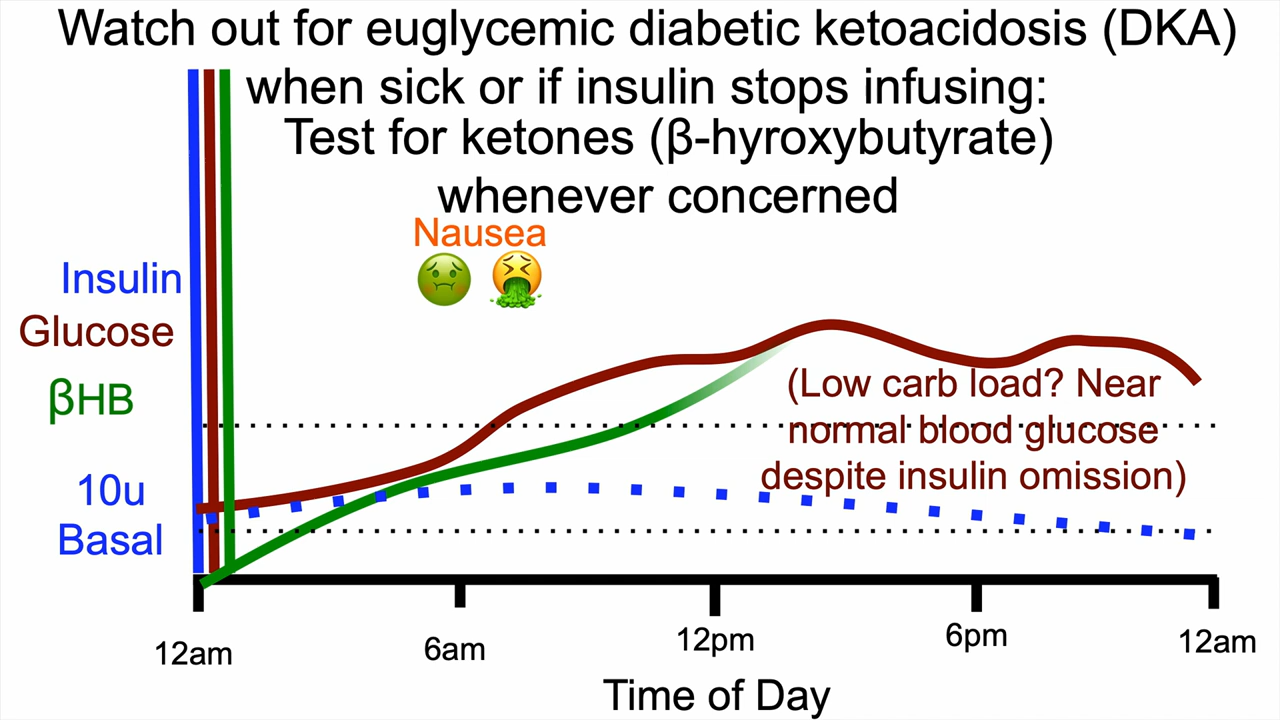 Watch out for euglycemic diabetic ketoacidosis (DKA)
when sick or if insulin stops infusing:
Test for ketones (β-hyroxybutyrate)
whenever concerned
Nausea
Insulin
Glucose
βHB
10u
Basal
(Low carb load? Near
normal blood glucose
despite insulin omission)
12am
6am
12pm
6pm
12am
Time of Day